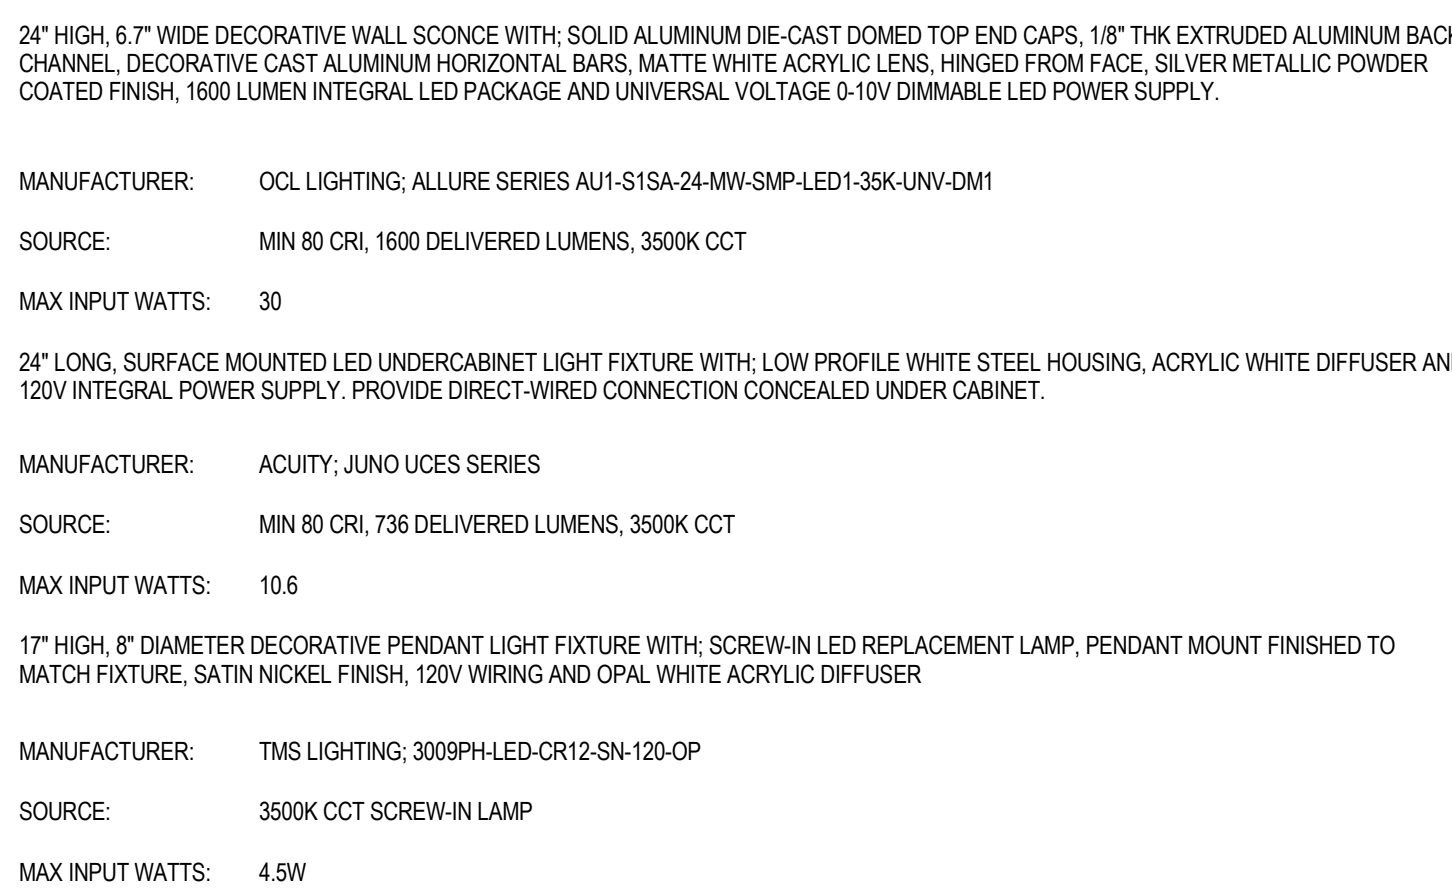 24" HIGH, 6.7" WIDE DECORATIVE WALL SCONCE WITH; SOLID ALUMINUM DIE-CAST DOMED TOP END CAPS, 1/8" THK EXTRUDED ALUMINUM BACK
CHANNEL, DECORATIVE CAST ALUMINUM HORIZONTAL BARS, MATTE WHITE ACRYLIC LENS, HINGED FROM FACE, SILVER METALLIC POWDER
COATED FINISH, 1600 LUMEN INTEGRAL LED PACKAGE AND UNIVERSAL VOLTAGE 0-10V DIMMABLE LED POWER SUPPLY.
MANUFACTURER: OCL LIGHTING; ALLURE SERIES AU1-S1SA-24-MW-SMP-LED1-35K-UNV-DM1
SOURCE: MIN 80 CRI, 1600 DELIVERED LUMENS, 3500K CCT
MAX INPUT WATTS: 30
24" LONG, SURFACE MOUNTED LED UNDERCABINET LIGHT FIXTURE WITH; LOW PROFILE WHITE STEEL HOUSING, ACRYLIC WHITE DIFFUSER AND
120V INTEGRAL POWER SUPPLY. PROVIDE DIRECT-WIRED CONNECTION CONCEALED UNDER CABINET.
MANUFACTURER: ACUITY; JUNO UCES SERIES
SOURCE: MIN 80 CRI, 736 DELIVERED LUMENS, 3500K CCT
MAX INPUT WATTS: 10.6
17" HIGH, 8" DIAMETER DECORATIVE PENDANT LIGHT FIXTURE WITH; SCREW-IN LED REPLACEMENT LAMP, PENDANT MOUNT FINISHED TO
MATCH FIXTURE, SATIN NICKEL FINISH, 120V WIRING AND OPAL WHITE ACRYLIC DIFFUSER
MANUFACTURER: TMS LIGHTING; 3009PH-LED-CR12-SN-120-OP
SOURCE: 3500K CCT SCREW-IN LAMP
MAX INPUT WATTS: 4.5W